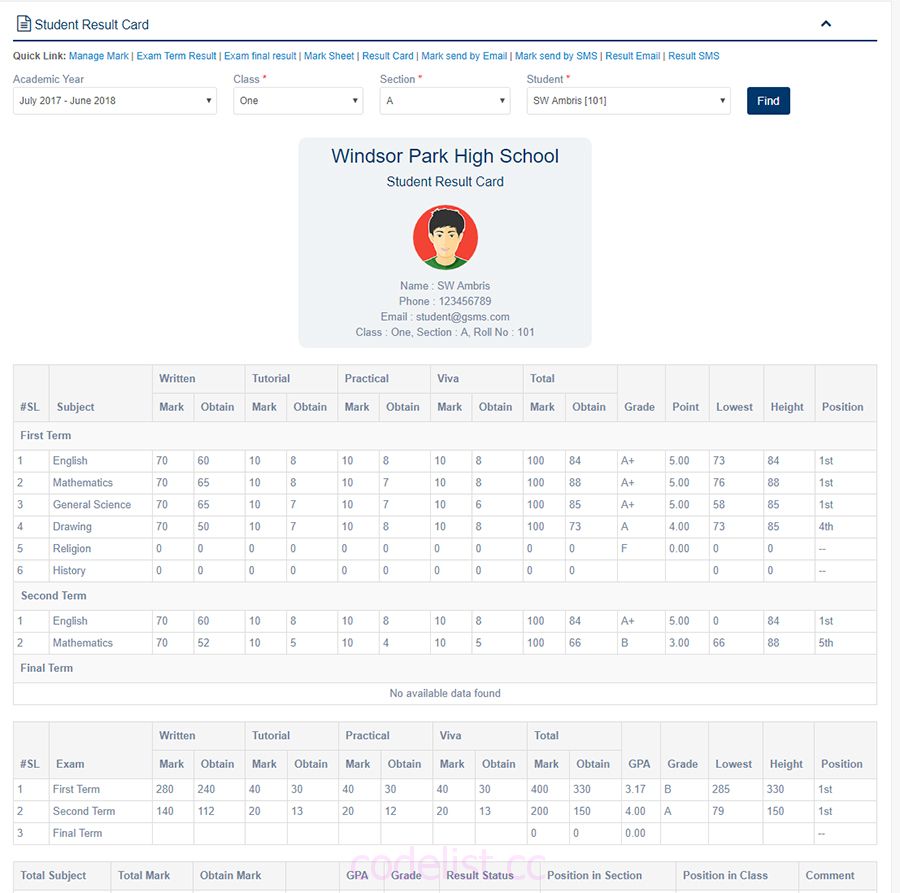 Student Result Card
Quick Link: Manage Mark | Exam Term Result | Exam final result | Mark Sheet | Result Card | Mark send by Email | Mark send by SMS | Result Email | Result SMS
Academic Year Class * Section * Student *
July 2017 - June 2018 One A SW Ambris [101] Find
Windsor Park High School
Student Result Card
Name : SW Ambris
Phone : 123456789
Email : student@gsms.com
Class : One, Section : A, Roll No : 101
Written Tutorial Practical Viva Total
#SL Subject Mark Obtain Mark Obtain Mark Obtain Mark Obtain Mark Obtain Grade Point Lowest Height Position
First Term
1 English 70 60 10 8 10 8 10 8 100 84 A+ 5.00 73 84 1st
2 Mathematics 70 65 10 8 10 7 10 8 100 88 A+ 5.00 76 88 1st
3 General Science 70 65 10 7 10 7 10 6 100 85 A+ 5.00 58 85 1st
4 Drawing 70 50 10 7 10 8 10 8 100 73 A 4.00 73 85 4th
5 Religion 0 0 0 0 0 0 0 0 0 0 F 0.00 0 0 --
6 History 0 0 0 0 0 0 0 0 0 0 0 0 --
Second Term
1 English 70 60 10 8 10 8 10 8 100 84 A+ 5.00 0 84 1st
2 Mathematics 70 52 10 5 10 4 10 5 100 66 B 3.00 66 88 5th
Final Term
No available data found
Written Tutorial Practical Viva Total
#SL Exam Mark Obtain Mark Obtain Mark Obtain Mark Obtain Mark Obtain GPA Grade Lowest Height Position
1 First Term 280 240 40 30 40 30 40 30 400 330 3.17 B 285 330 1st
2 Second Term 140 112 20 13 20 12 20 13 200 150 4.00 A 79 150 1st
3 Final Term 0 0 0.00 --
codelist.cc
Total Subject Total Mark Obtain Mark GPA Grade Result Status Position in Section Position in Class Comment